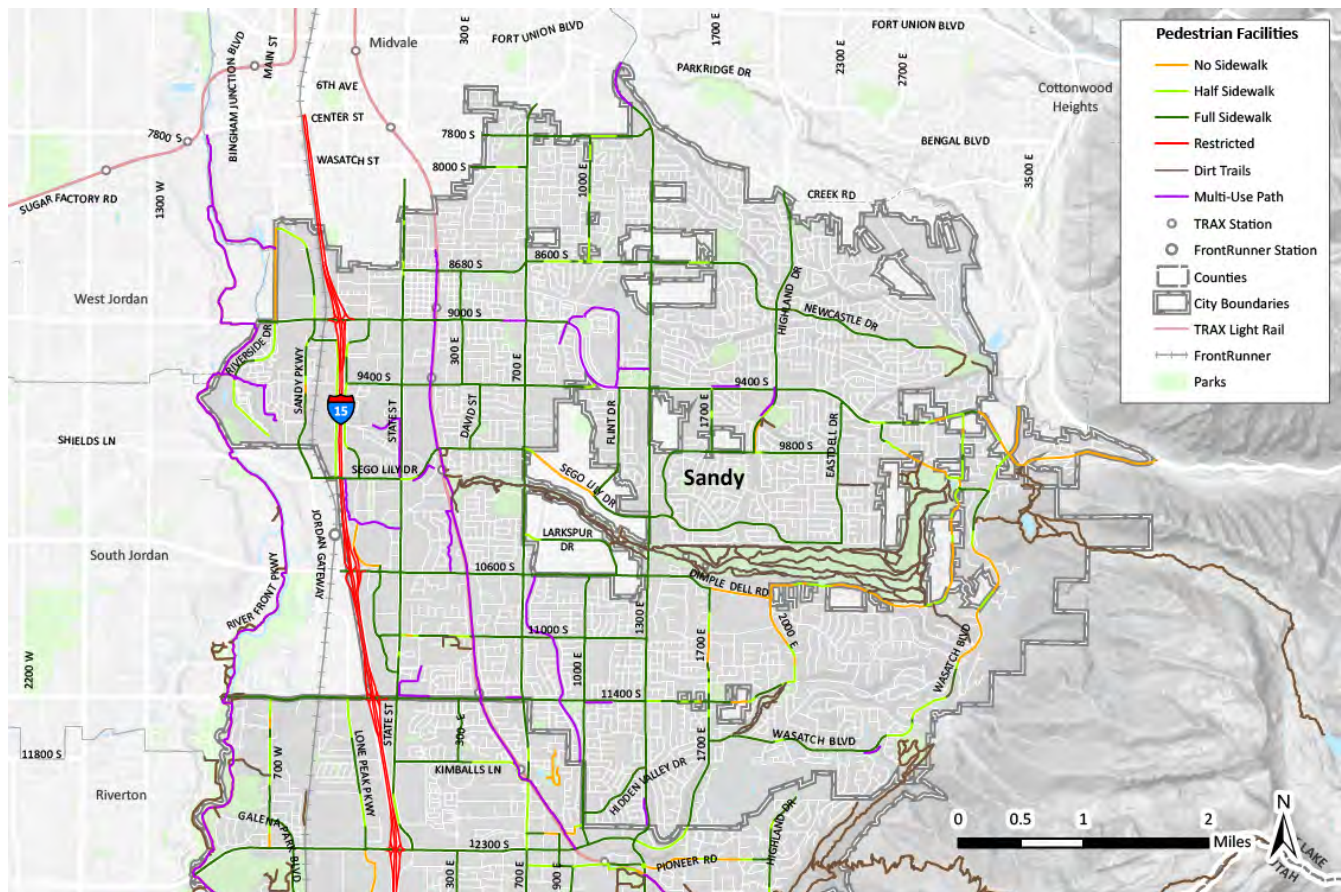 Pedestrian Facilities
No Sidewalk
Half Sidewalk
Full Sidewalk
Restricted
Dirt Trails
Multi-Use Path
TRAX Station
FrontRunner Station
Counties
City Boundaries
TRAX Light Rail
FrontRunner
Parks
BINGHAM JUNCTION BLVD
MAIN ST
Midvale
300 E
FORT UNION BLVD
1700 E
FORT UNION BLVD
PARKRIDGE DR
2300 E
2700 E
Cottonwood
Heights
6TH AVE
CENTER ST
7800 S
7800 S
WASATCH ST
8000 S
1000 E
BENGAL BLVD
3500 E
SUGAR FACTORY RD
1300 W
CREEK RD
8680 S
8600 S
HIGHLAND DR
West Jordan
9000 S
NEWCASTLE DR
RIVERSIDE DR
SANDY PKWY
300 E
700 E
9400 S
9400 S
15
STATE ST
DAVID ST
FLINT DR
1700 E
EASTDELL DR
SHIELDS LN
9800 S
SEGO LILY DR
SEGO LILY DR
Sandy
JORDAN GATEWAY
LARKSPUR
DR
South Jordan
10600 S
DIMPLE DELL RD
RIVER FRONT PKWY
1300 E
2000 E
11000 S
1700 E
2200 W
1000 E
WASATCH BLVD
11400 S
STATE ST
300 E
WASATCH BLVD
11800 S
700 W
LONE PEAK PKWY
KIMBALLS LN
1700 E
HIDDEN VALLEY DR
Riverton
GALENA PARK BLVD
HIGHLAND DR
12300 S
PIONEER RD
300 E
700 E
900 E
0 0.5 1 2
Miles
N
LAKE
UTAH